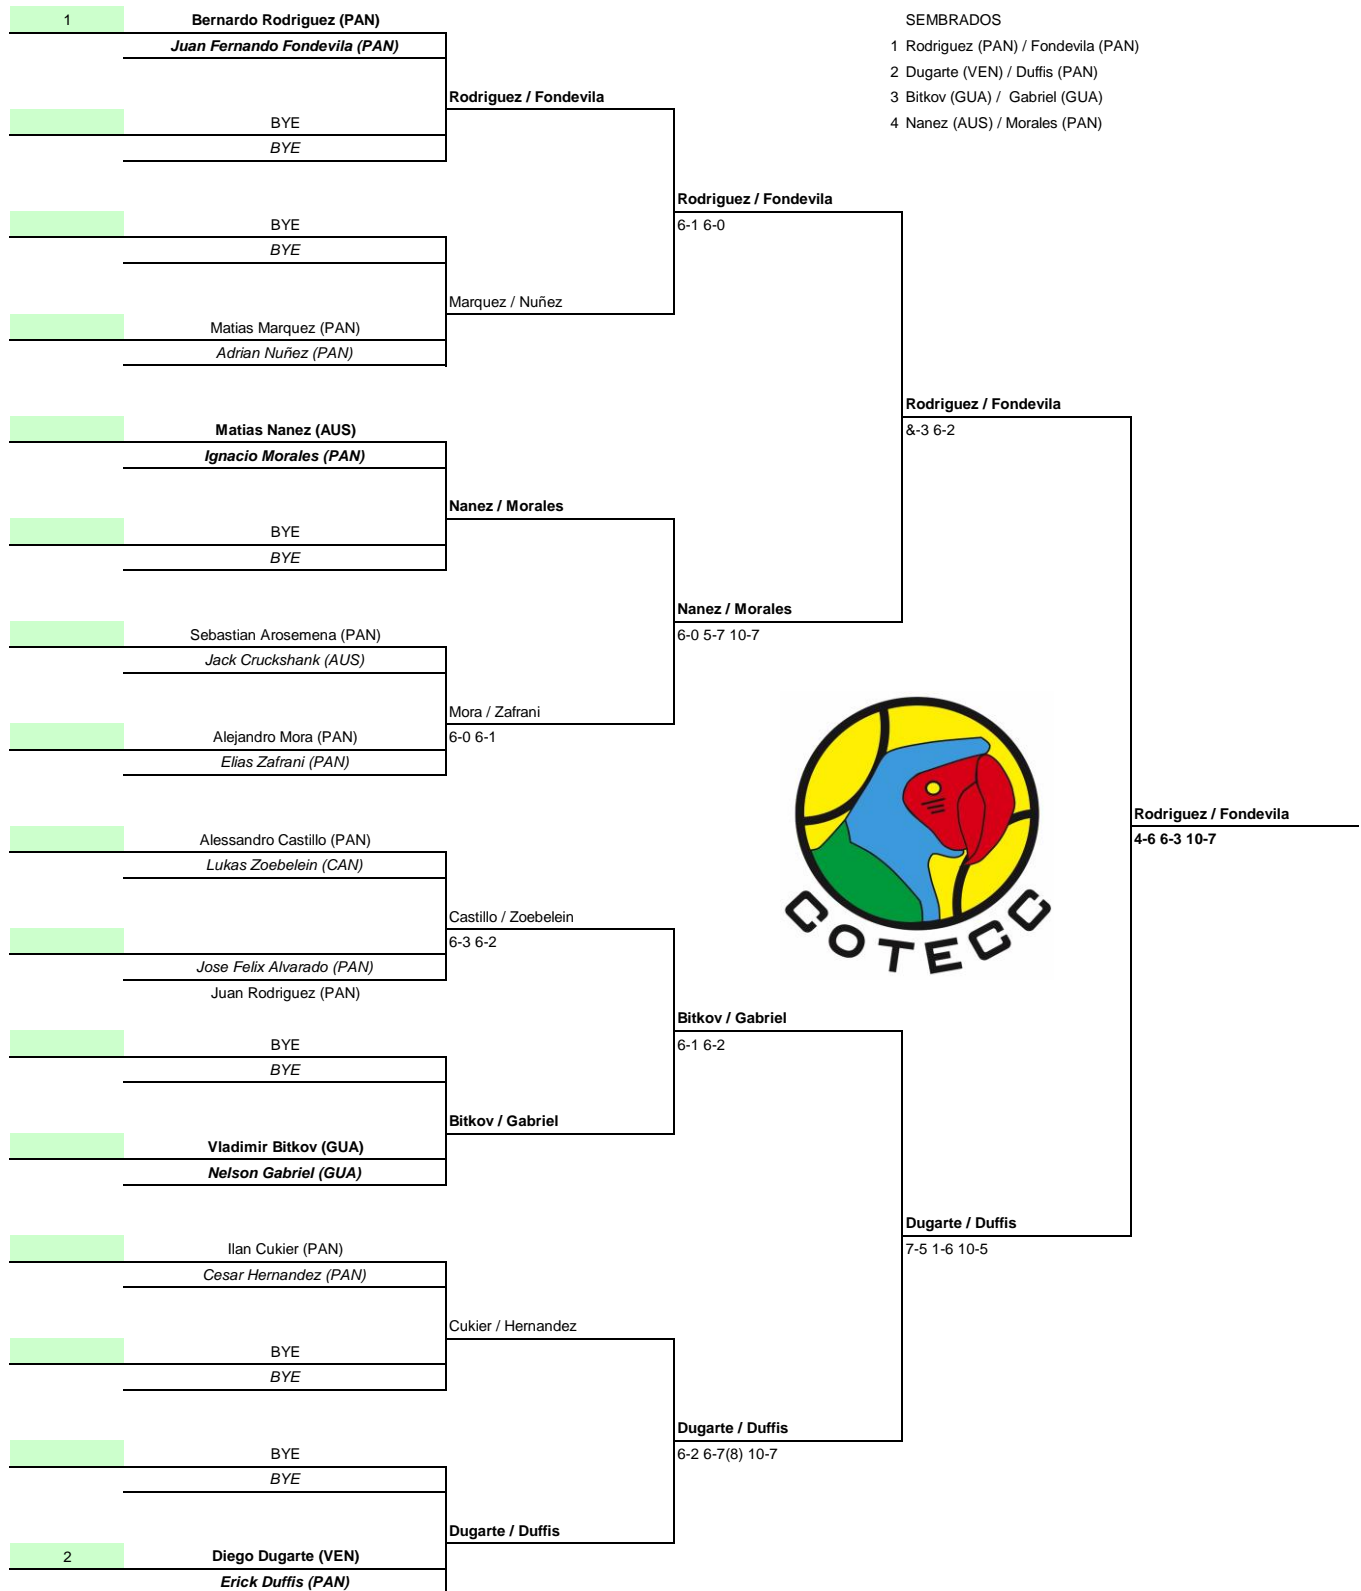 1 Bernardo Rodriguez (PAN)
Juan Fernando Fondevila (PAN)
SEMBRADOS
1 Rodriguez (PAN) / Fondevila (PAN)
2 Dugarte (VEN) / Duffis (PAN)
3 Bitkov (GUA) / Gabriel (GUA)
4 Nanez (AUS) / Morales (PAN)
Rodriguez / Fondevila
BYE
BYE
Rodriguez / Fondevila
6-1 6-0
BYE
BYE
Marquez / Nuñez
Matias Marquez (PAN)
Adrian Nuñez (PAN)
Rodriguez / Fondevila
&-3 6-2
Matias Nanez (AUS)
Ignacio Morales (PAN)
Nanez / Morales
BYE
BYE
Nanez / Morales
6-0 5-7 10-7
Sebastian Arosemena (PAN)
Jack Cruckshank (AUS)
Mora / Zafrani
6-0 6-1
Alejandro Mora (PAN)
Elias Zafrani (PAN)
COTECC
Rodriguez / Fondevila
4-6 6-3 10-7
Alessandro Castillo (PAN)
Lukas Zoebelein (CAN)
Castillo / Zoebelein
6-3 6-2
Jose Felix Alvarado (PAN)
Juan Rodriguez (PAN)
Bitkov / Gabriel
6-1 6-2
BYE
BYE
Bitkov / Gabriel
Vladimir Bitkov (GUA)
Nelson Gabriel (GUA)
Dugarte / Duffis
7-5 1-6 10-5
Ilan Cukier (PAN)
Cesar Hernandez (PAN)
Cukier / Hernandez
BYE
BYE
Dugarte / Duffis
6-2 6-7(8) 10-7
BYE
BYE
Dugarte / Duffis
2 Diego Dugarte (VEN)
Erick Duffis (PAN)